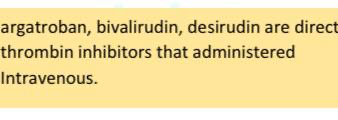 argatroban, bivalirudin, desirudin are direct
thrombin inhibitors that administered
Intravenous.